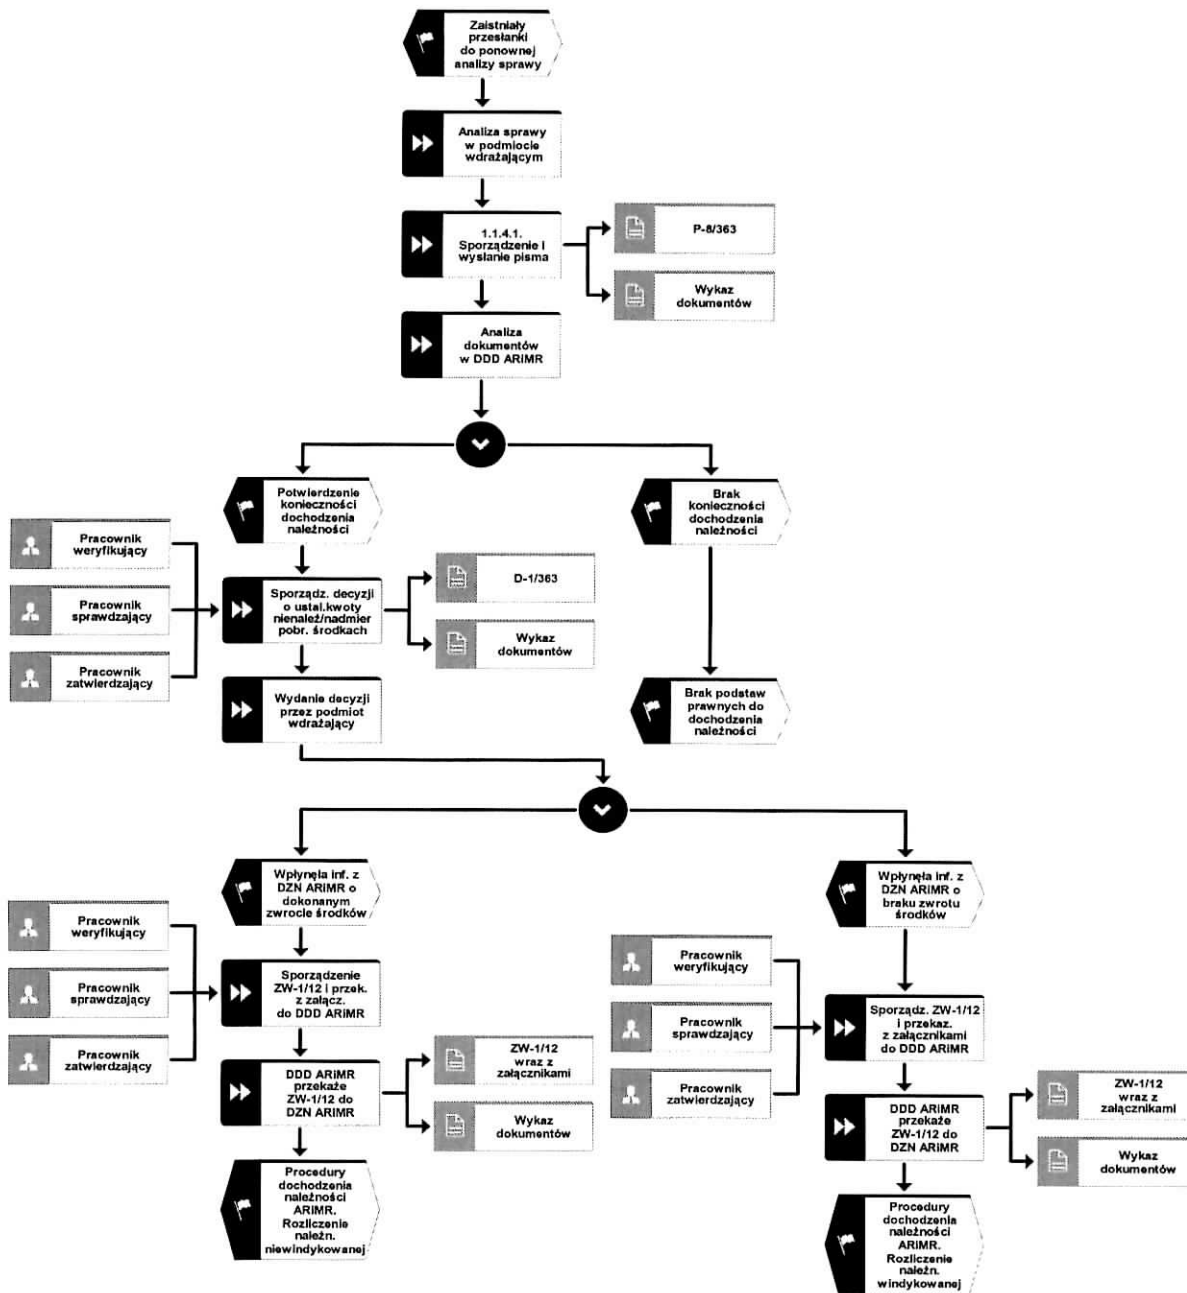 Zaistniały
przesłanki
do ponownej
analizy sprawy
Analiza sprawy
w podmiocie
wdrażającym
1.1.4.1.
Sporządzenie i
wysłanie pisma
P-8/363
Wykaz
dokumentów
Analiza
dokumentów
w DDD ARiMR
Potwierdzenie
konieczności
dochodzenia
należności
Brak
konieczności
dochodzenia
należności
Pracownik
weryfikujący
Pracownik
sprawdzający
Pracownik
zatwierdzający
Sporządz. decyzji
o ustal.kwoty
nienależ/nadmier
pobr. środkach
D-1/363
Wykaz
dokumentów
Wydanie decyzji
przez podmiot
wdrażający
Brak podstaw
prawnych do
dochodzenia
należności
Wpłynęła inf. z
DZN ARiMR o
dokonanym
zwrocie środków
Wpłynęła inf. z
DZN ARiMR o
braku zwrotu
środków
Pracownik
weryfikujący
Pracownik
sprawdzający
Pracownik
zatwierdzający
Sporządzenie
ZW-1/12 i przek.
z załącz.
do DDD ARiMR
Pracownik
weryfikujący
Pracownik
sprawdzający
Pracownik
zatwierdzający
Sporządz. ZW-1/12
i przekaz.
z załącznikami
do DDD ARiMR
DDD ARiMR
przekaże
ZW-1/12 do
DZN ARiMR
ZW-1/12
wraz z
załącznikami
Wykaz
dokumentów
DDD ARiMR
przekaże
ZW-1/12 do
DZN ARiMR
ZW-1/12
wraz z
załącznikami
Wykaz
dokumentów
Procedury
dochodzenia
należności
ARiMR.
Rozliczenie
należn.
niewindykowanej
Procedury
dochodzenia
należności
ARiMR.
Rozliczenie
należn.
windykowanej